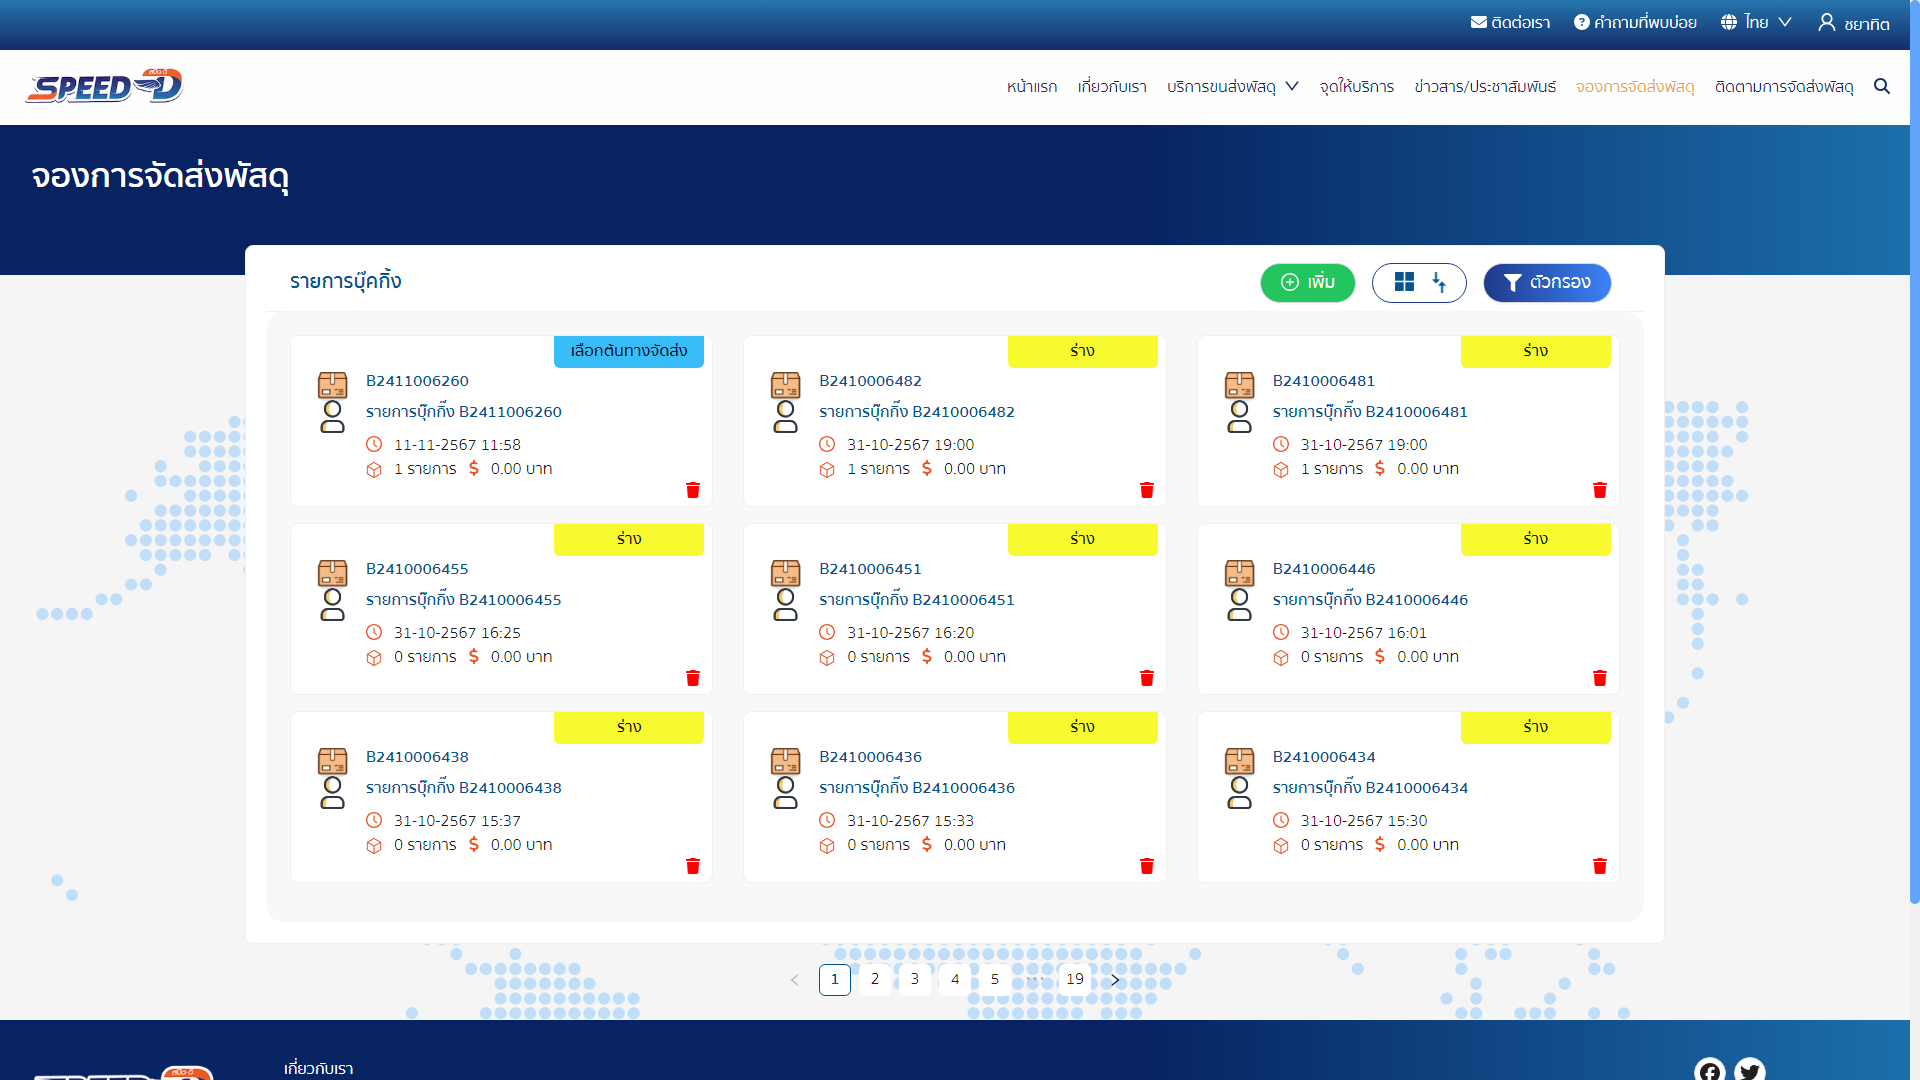 ติดต่อเรา คำถามที่พบบ่อย ไทย ชยาทิต
สปีด-ดี
SPEED-D
หน้าแรก เกี่ยวกับเรา บริการขนส่งพัสดุ จุดให้บริการ ข่าวสาร/ประชาสัมพันธ์ จองการจัดส่งพัสดุ ติดตามการจัดส่งพัสดุ
จองการจัดส่งพัสดุ
รายการบุ๊คกิ้ง เพิ่ม ตัวกรอง
เลือกต้นทางจัดส่ง
B2411006260
รายการบุ๊กกิ๊ง B2411006260
11-11-2567 11:58
1 รายการ $ 0.00 บาท
ร่าง
B2410006482
รายการบุ๊กกิ๊ง B2410006482
31-10-2567 19:00
1 รายการ $ 0.00 บาท
ร่าง
B2410006481
รายการบุ๊กกิ๊ง B2410006481
31-10-2567 19:00
1 รายการ $ 0.00 บาท
ร่าง
B2410006455
รายการบุ๊กกิ๊ง B2410006455
31-10-2567 16:25
0 รายการ $ 0.00 บาท
ร่าง
B2410006451
รายการบุ๊กกิ๊ง B2410006451
31-10-2567 16:20
0 รายการ $ 0.00 บาท
ร่าง
B2410006446
รายการบุ๊กกิ๊ง B2410006446
31-10-2567 16:01
0 รายการ $ 0.00 บาท
ร่าง
B2410006438
รายการบุ๊กกิ๊ง B2410006438
31-10-2567 15:37
0 รายการ $ 0.00 บาท
ร่าง
B2410006436
รายการบุ๊กกิ๊ง B2410006436
31-10-2567 15:33
0 รายการ $ 0.00 บาท
ร่าง
B2410006434
รายการบุ๊กกิ๊ง B2410006434
31-10-2567 15:30
0 รายการ $ 0.00 บาท
< 1 2 3 4 5 ••• 19 >
เกี่ยวกับเรา
สปีด-ดี
SPEED-D